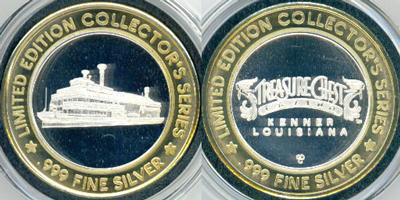 LIMITED EDITION COLLECTOR'S SERIES
.999 FINE SILVER
LIMITED EDITION COLLECTOR'S SERIES
TREASURE CHEST
CASINO
KENNER
LOUISIANA
.999 FINE SILVER